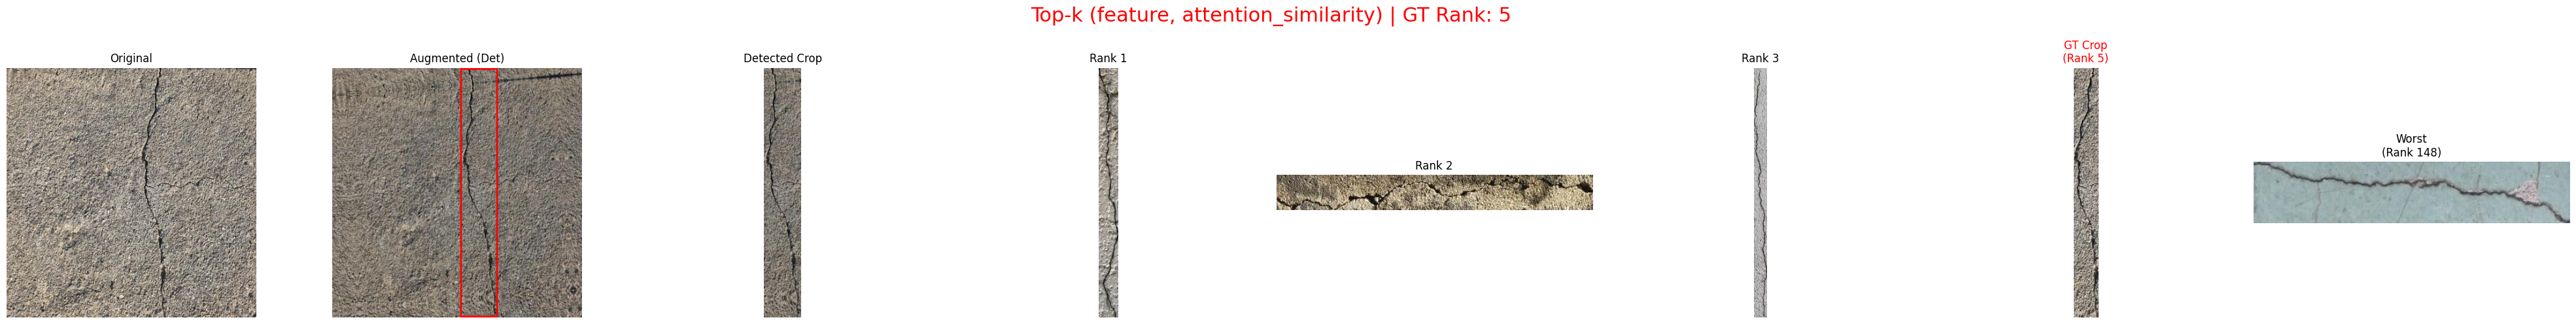 Top-k (feature, attention_similarity) | GT Rank: 5
Original
Augmented (Det)
Detected Crop
Rank 1
Rank 2
Rank 3
GT Crop
(Rank 5)
Worst
(Rank 148)